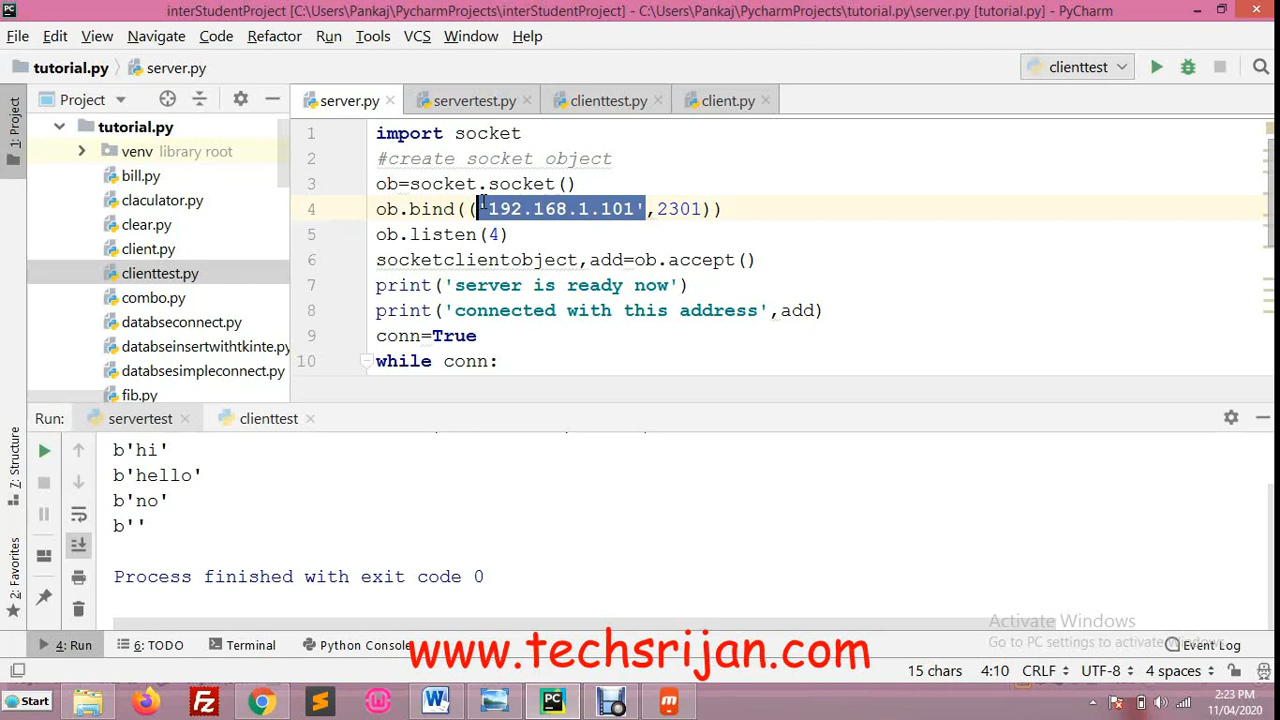 interStudentProject [C:\Users\Pankaj\PycharmProjects\interStudentProject] - C:\Users\Pankaj\PycharmProjects\tutorial.py\server.py [tutorial.py] - PyCharm
File Edit View Navigate Code Refactor Run Tools VCS Window Help
tutorial.py server.py clienttest
1: Project
Project
server.py servertest.py clienttest.py client.py
tutorial.py
venv library root
bill.py
claculator.py
clear.py
client.py
clienttest.py
combo.py
databseconnect.py
databseinsertwithtkinte.py
databsesimpleconnect.py
fib.py
1 import socket
2 #create socket object
3 ob=socket.socket()
4 ob.bind(('192.168.1.101',2301))
5 ob.listen(4)
6 socketclientobject,add=ob.accept()
7 print('server is ready now')
8 print('connected with this address',add)
9 conn=True
10 while conn:
Run: servertest clienttest
b'hi'
b'hello'
b'no'
b''
Process finished with exit code 0
7: Structure
2: Favorites
Activate Windows
Go to PC settings to activate Windows.
4: Run 6: TODO Terminal Python Console Event Log
www.techsrijan.com
15 chars 4:10 CRLF UTF-8 4 spaces
Start
2:23 PM
11/04/2020